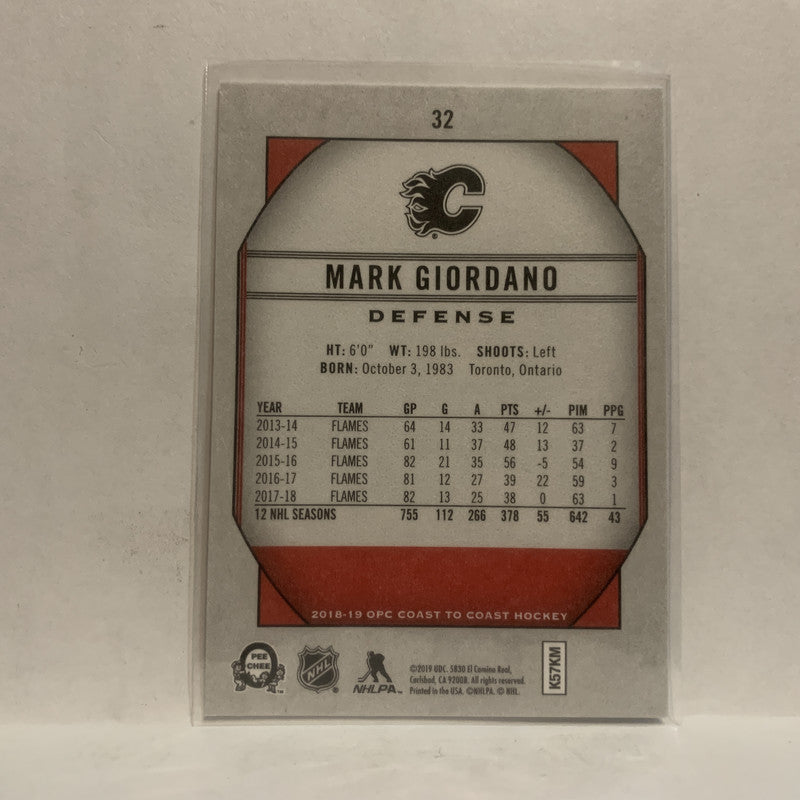 32
C
MARK GIORDANO
DEFENSE
HT: 6'0" WT: 198 lbs. SHOOTS: Left
BORN: October 3, 1983 Toronto, Ontario
YEAR TEAM GP G A PTS +/- PIM PPG
2013-14 FLAMES 64 14 33 47 12 63 7
2014-15 FLAMES 61 11 37 48 13 37 2
2015-16 FLAMES 82 21 35 56 -5 54 9
2016-17 FLAMES 81 12 27 39 22 59 3
2017-18 FLAMES 82 13 25 38 0 63 1
12 NHL SEASONS 755 112 266 378 55 642 43
2018-19 OPC COAST TO COAST HOCKEY
O PEE CHEE
NHL
NHLPA
©2019 UDC. 5830 El Camino Real,
Carlsbad, CA 92008. All rights reserved.
Printed in the USA. ©NHLPA. © NHL.
K57KM